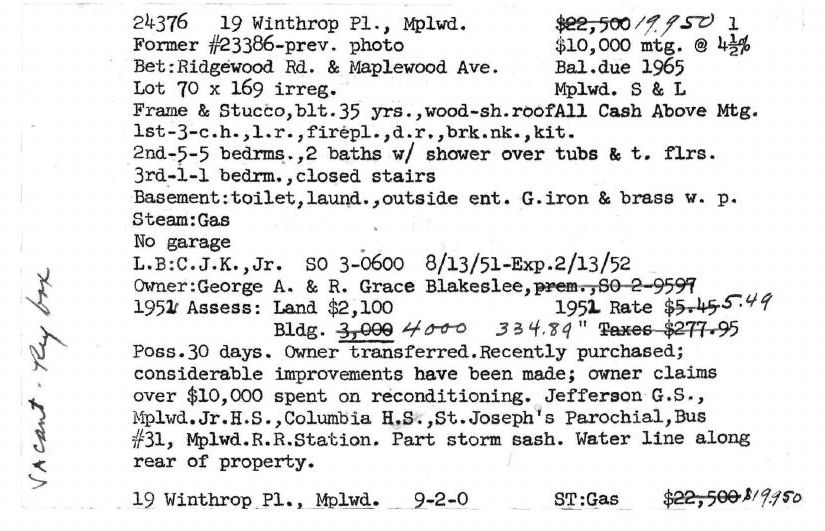 24376 19 Winthrop Pl., Mplwd. $22,500 19.950 1
Former #23386-prev. photo $10,000 mtg. @ 4½%
Bet:Ridgewood Rd. & Maplewood Ave. Bal.due 1965
Lot 70 x 169 irreg. Mplwd. S & L
Frame & Stucco,blt.35 yrs.,wood-sh.roofAll Cash Above Mtg.
1st-3-c.h.,l.r.,firepl.,d.r.,brk.nk.,kit.
2nd-5-5 bedrms.,2 baths w/ shower over tubs & t. flrs.
3rd-1-1 bedrm.,closed stairs
Basement:toilet,laund.,outside ent. G.iron & brass w. p.
Steam:Gas
No garage
L.B:C.J.K.,Jr. SO 3-0600 8/13/51-Exp.2/13/52
Owner:George A. & R. Grace Blakeslee,prem.,SO 2-9597
1951 Assess: Land $2,100 1951 Rate $5.45 5.49
Bldg. 3,000 4000 334.89 " Taxes $277.95
Poss.30 days. Owner transferred.Recently purchased;
considerable improvements have been made; owner claims
over $10,000 spent on reconditioning. Jefferson G.S.,
Mplwd.Jr.H.S.,Columbia H.S.,St.Joseph's Parochial,Bus
#31, Mplwd.R.R.Station. Part storm sash. Water line along
rear of property.
19 Winthrop Pl., Mplwd. 9-2-0 ST:Gas $22,500 $19.950
Vacant - Key box